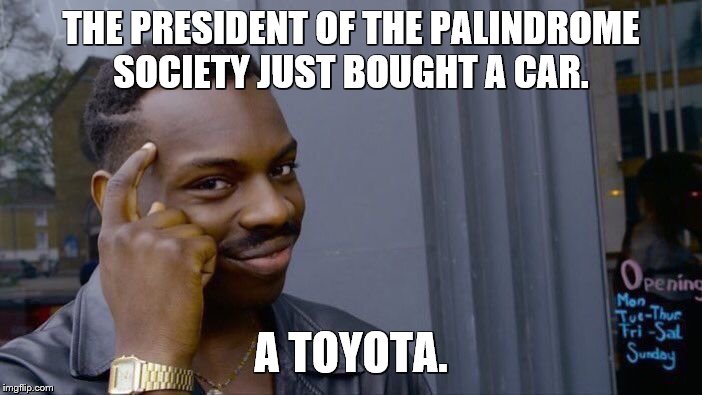 THE PRESIDENT OF THE PALINDROME
SOCIETY JUST BOUGHT A CAR.
Opening
Mon
Tue-Thur
Fri-Sat
Sunday
A TOYOTA.
imgflip.com